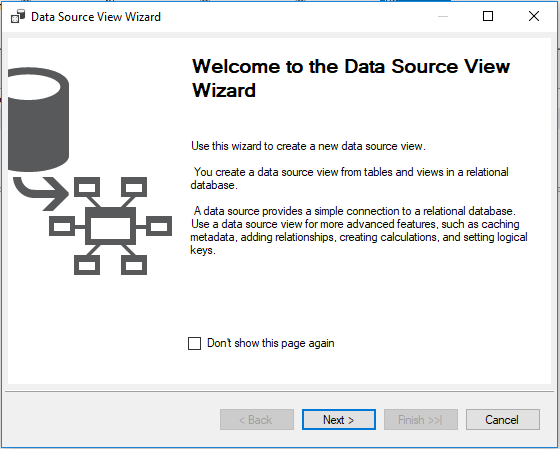 Data Source View Wizard
Welcome to the Data Source View
Wizard
Use this wizard to create a new data source view.
You create a data source view from tables and views in a relational
database.
A data source provides a simple connection to a relational database.
Use a data source view for more advanced features, such as caching
metadata, adding relationships, creating calculations, and setting logical
keys.
Don't show this page again
< Back
Next >
Finish >>|
Cancel